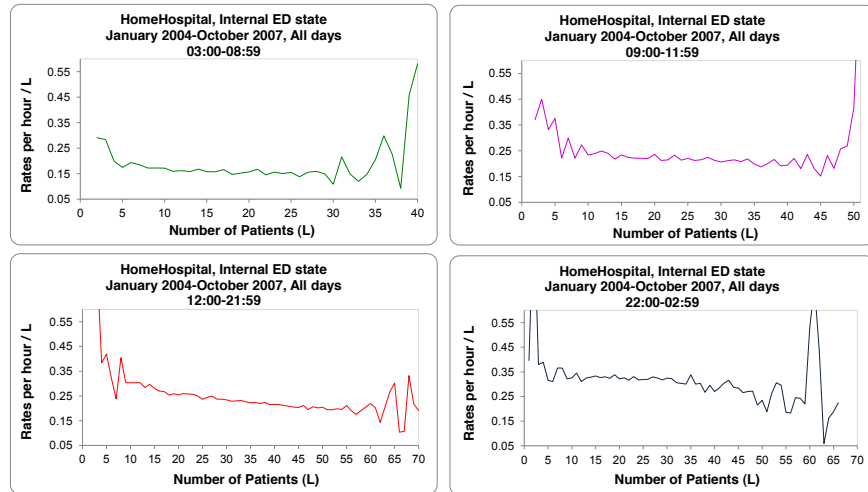 HomeHospital, Internal ED state
January 2004-October 2007, All days
03:00-08:59
Rates per hour / L
0.55
0.45
0.35
0.25
0.15
0.05
0 5 10 15 20 25 30 35 40
Number of Patients (L)
HomeHospital, Internal ED state
January 2004-October 2007, All days
09:00-11:59
Rates per hour / L
0.55
0.45
0.35
0.25
0.15
0.05
0 5 10 15 20 25 30 35 40 45 50
Number of Patients (L)
HomeHospital, Internal ED state
January 2004-October 2007, All days
12:00-21:59
Rates per hour / L
0.55
0.45
0.35
0.25
0.15
0.05
0 5 10 15 20 25 30 35 40 45 50 55 60 65 70
Number of Patients (L)
HomeHospital, Internal ED state
January 2004-October 2007, All days
22:00-02:59
Rates per hour / L
0.55
0.45
0.35
0.25
0.15
0.05
0 5 10 15 20 25 30 35 40 45 50 55 60 65 70
Number of Patients (L)